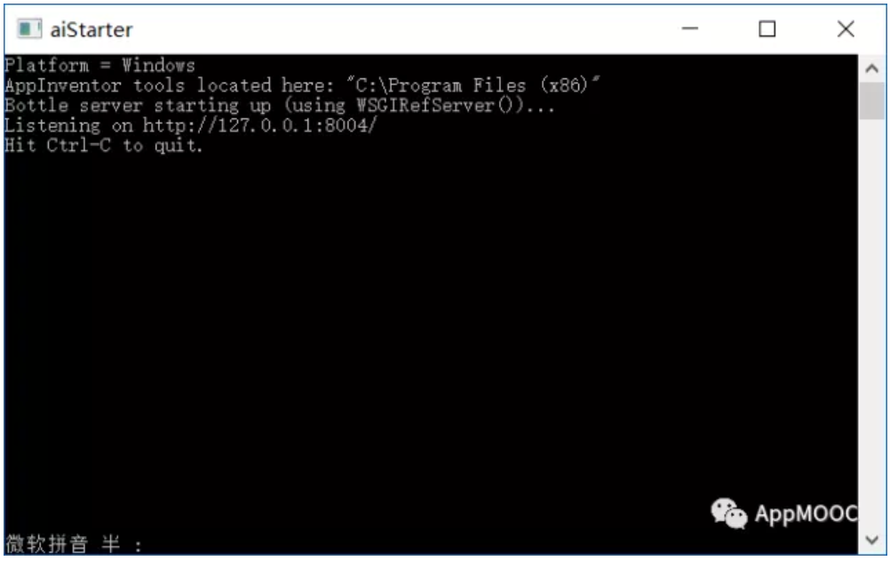 aiStarter
Platform = Windows
AppInventor tools located here: "C:\Program Files (x86)"
Bottle server starting up (using WSGIRefServer())...
Listening on http://127.0.0.1:8004/
Hit Ctrl-C to quit.
AppMOOC
微软拼音 半 :